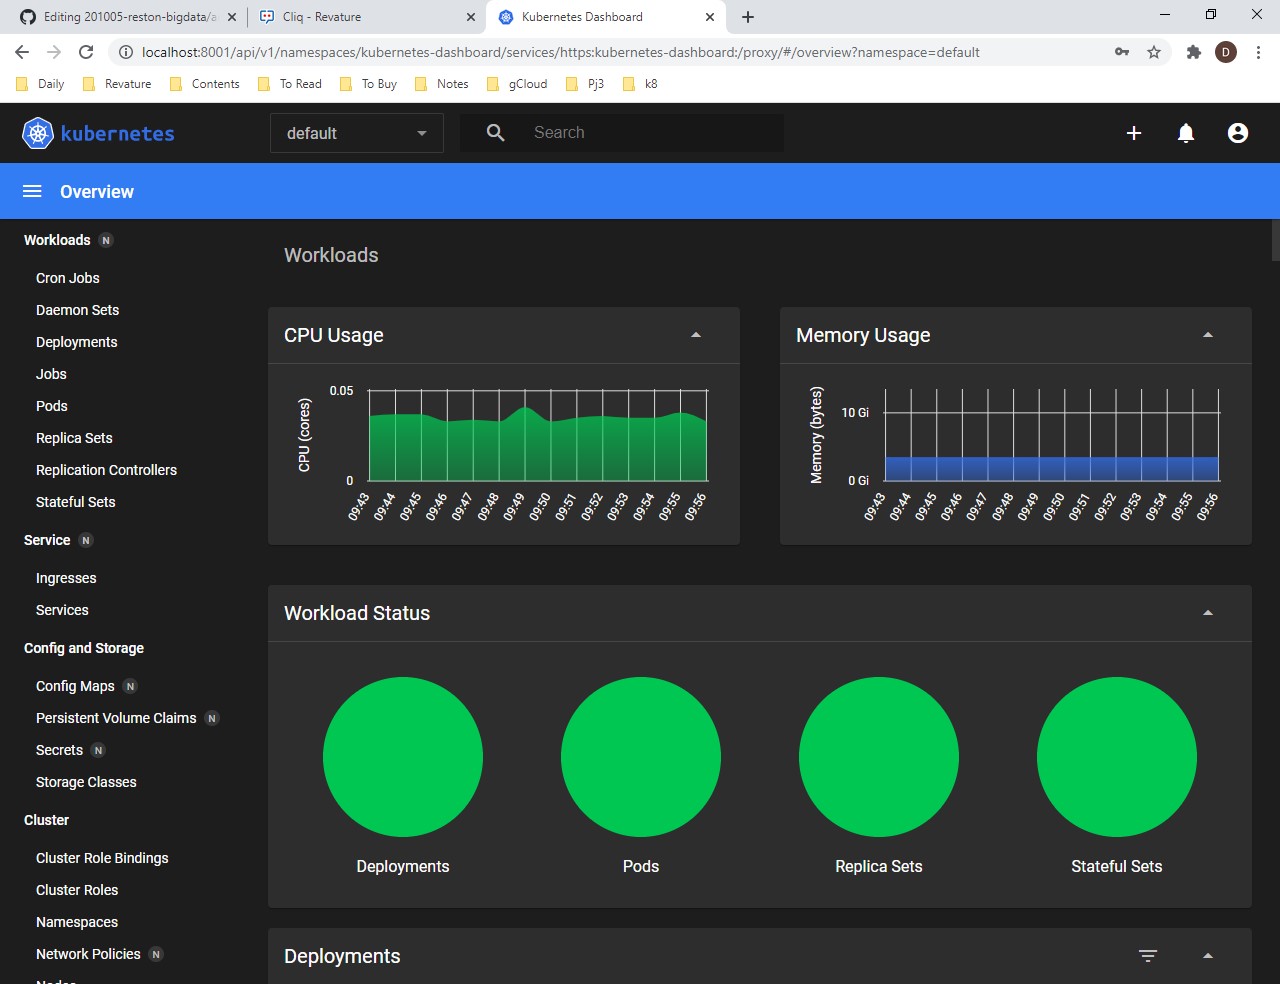 Editing 201005-reston-bigdata/a
Cliq - Revature
Kubernetes Dashboard
localhost:8001/api/v1/namespaces/kubernetes-dashboard/services/https:kubernetes-dashboard:/proxy/#/overview?namespace=default
D
Daily
Revature
Contents
To Read
To Buy
Notes
gCloud
Pj3
k8
kubernetes
default
Search
Overview
Workloads N
Cron Jobs
Daemon Sets
Deployments
Jobs
Pods
Replica Sets
Replication Controllers
Stateful Sets
Service N
Ingresses
Services
Config and Storage
Config Maps N
Persistent Volume Claims N
Secrets N
Storage Classes
Cluster
Cluster Role Bindings
Cluster Roles
Namespaces
Network Policies N
Nodes
Workloads
CPU Usage
CPU (cores)
0.05
0
09:43
09:44
09:45
09:46
09:47
09:48
09:49
09:50
09:51
09:52
09:53
09:54
09:55
09:56
Memory Usage
Memory (bytes)
10 Gi
0 Gi
09:43
09:44
09:45
09:46
09:47
09:48
09:49
09:50
09:51
09:52
09:53
09:54
09:55
09:56
Workload Status
Deployments
Pods
Replica Sets
Stateful Sets
Deployments